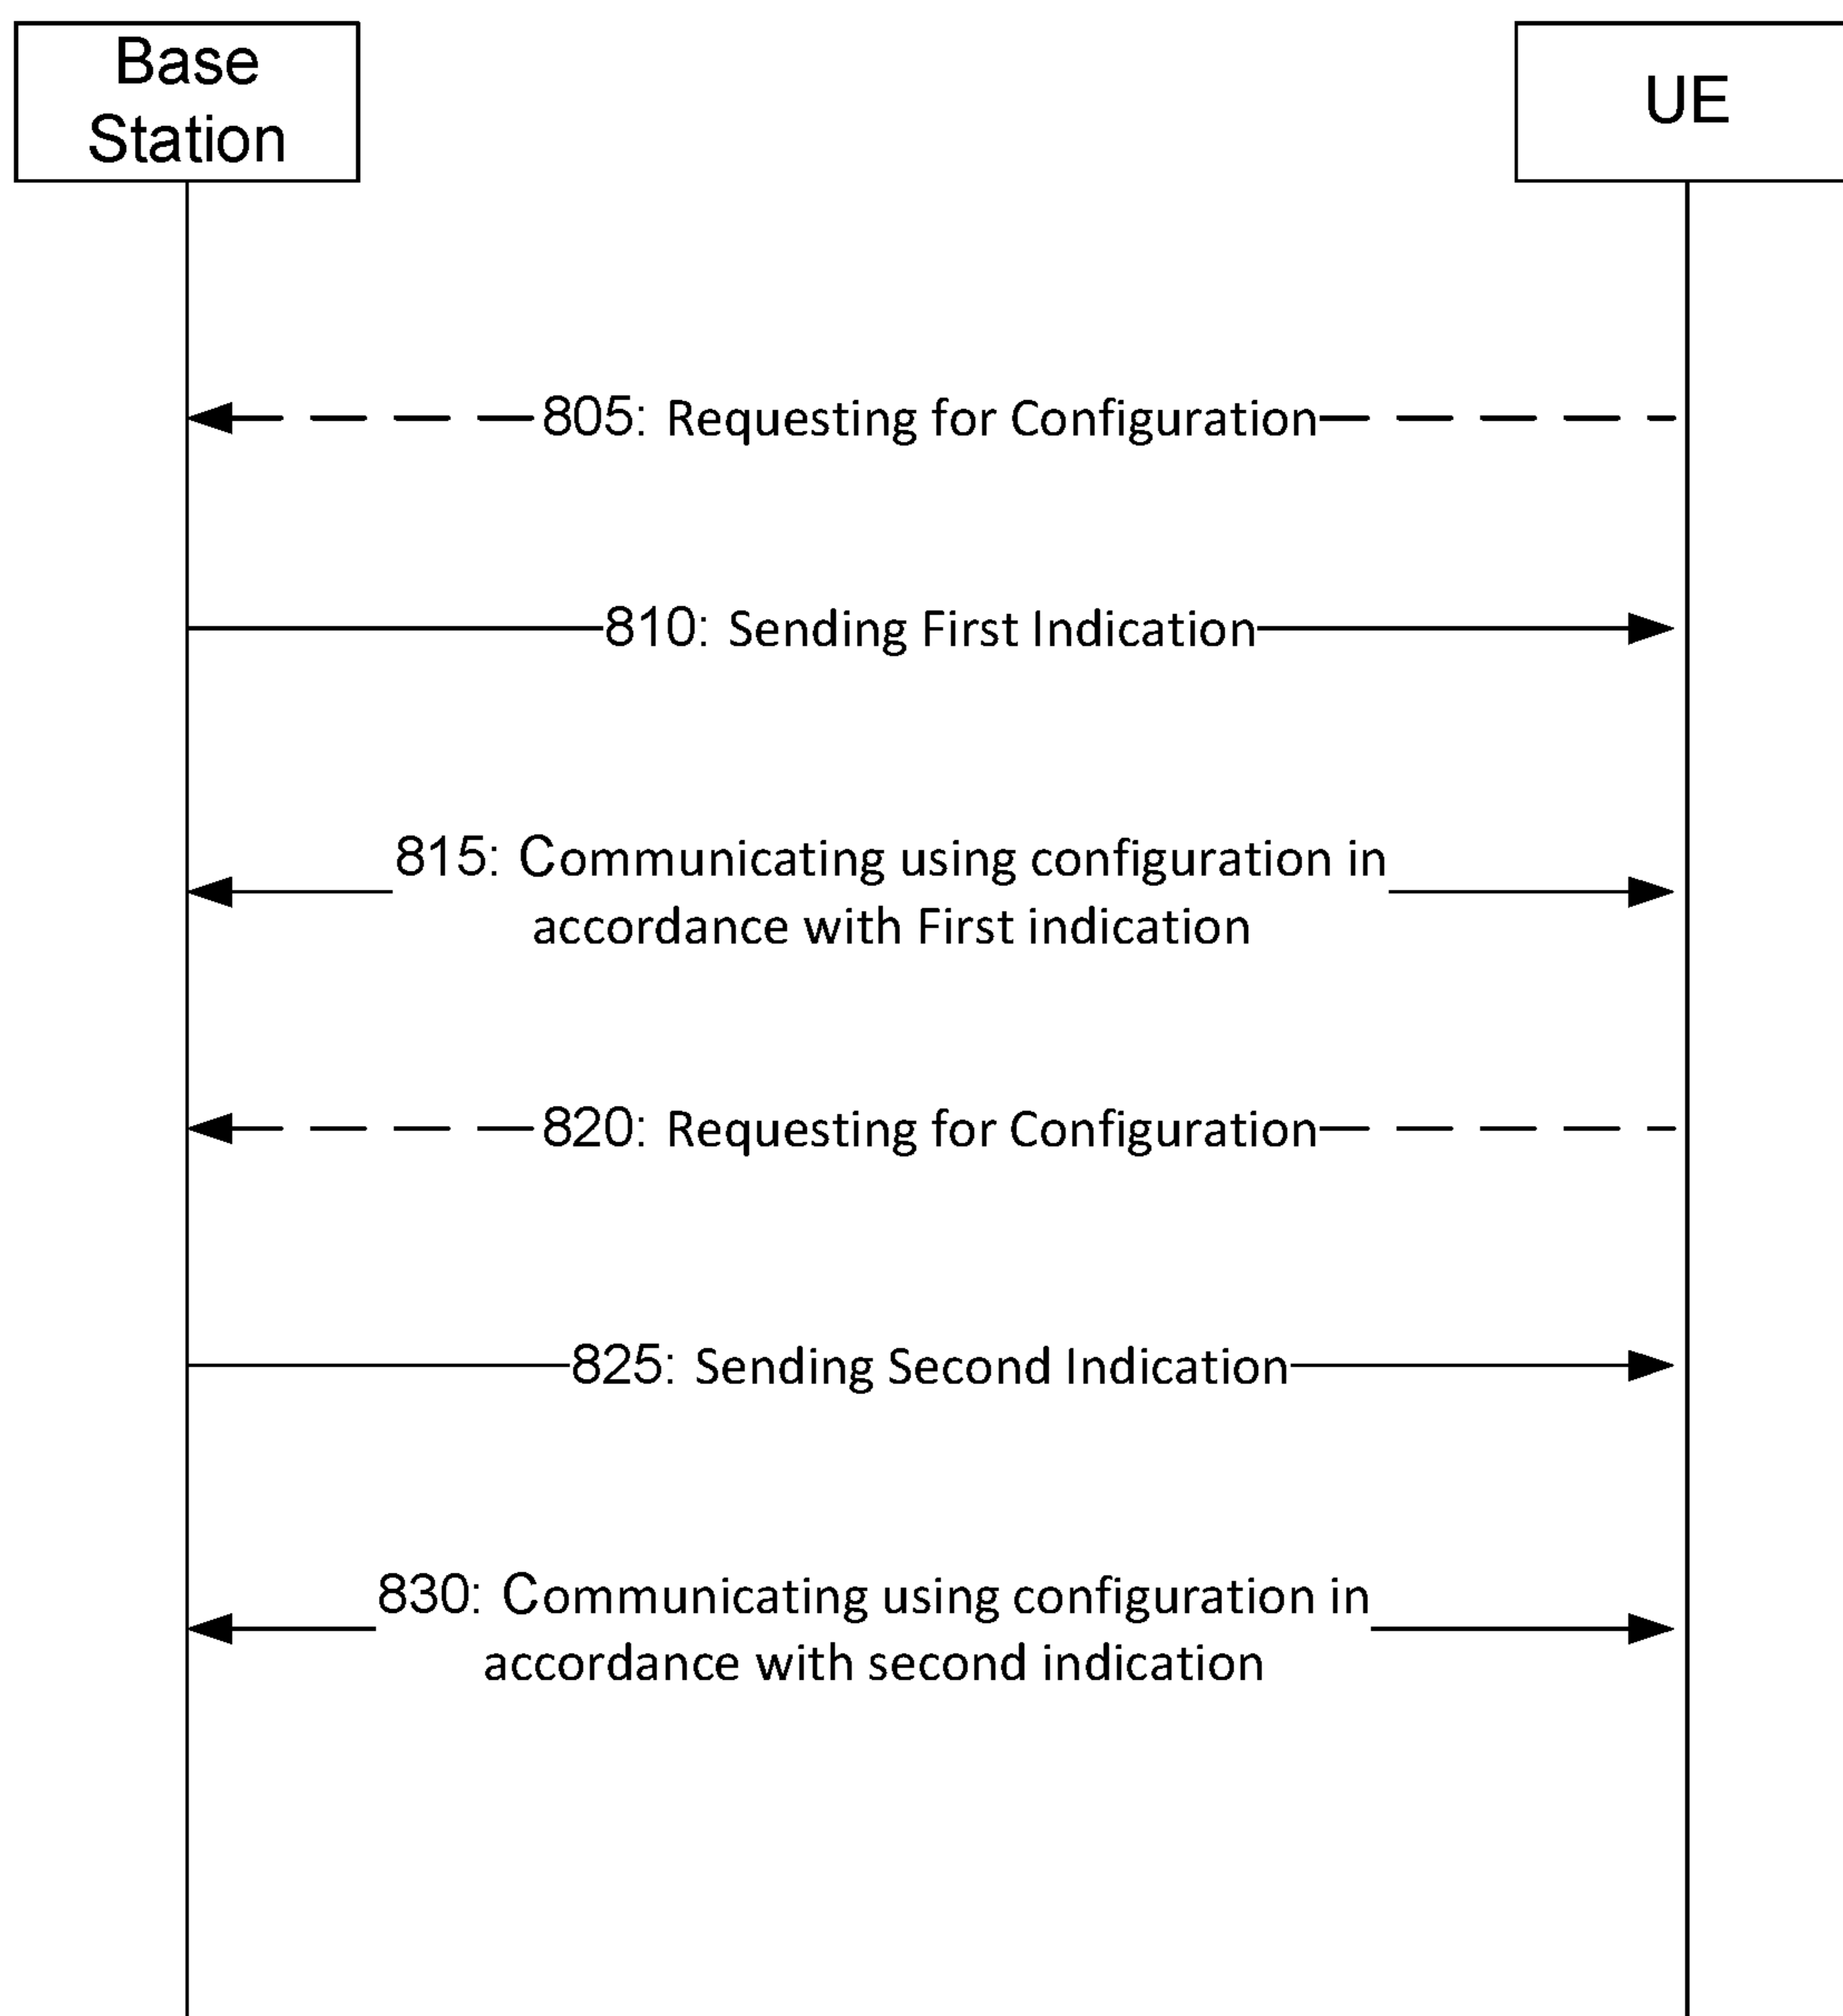 Base
Station
UE
805: Requesting for Configuration
810: Sending First Indication
815: Communicating using configuration in
accordance with First indication
820: Requesting for Configuration
825: Sending Second Indication
830: Communicating using configuration in
accordance with second indication